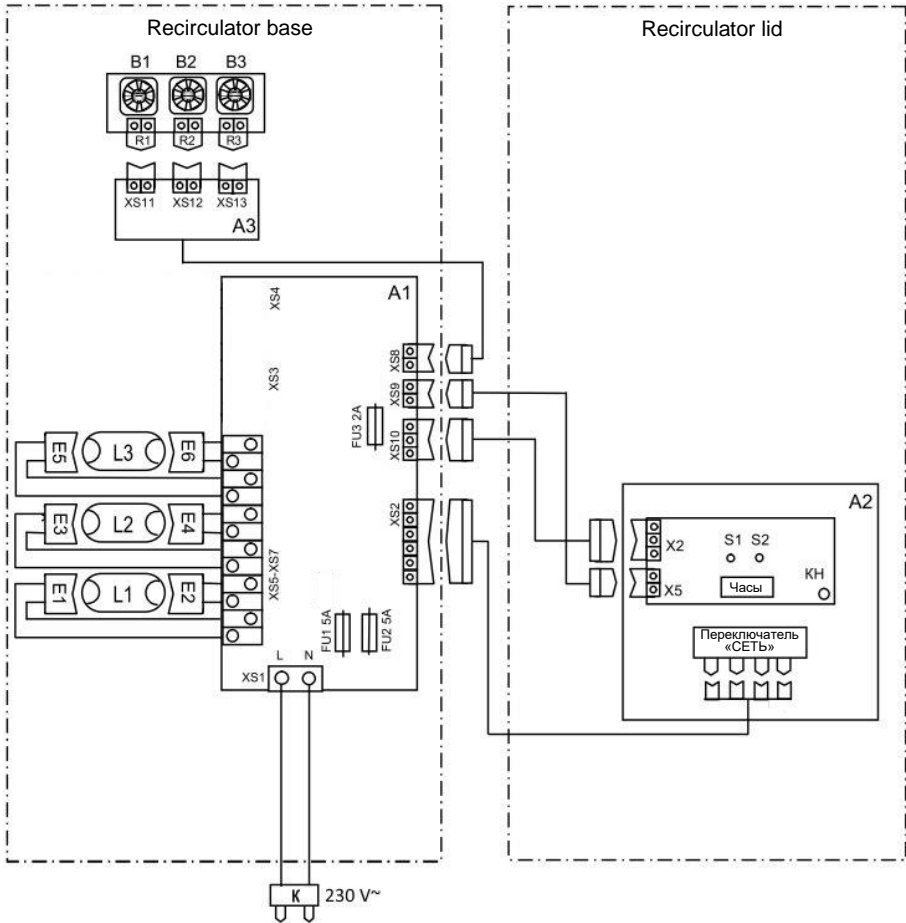 Recirculator base
Recirculator lid
B1 B2 B3
R1 R2 R3
XS11 XS12 XS13
A3
A1
XS4
XS3
XS8
XS9
XS10
FU3 2A
XS2
E5 L3 E6
E3 L2 E4
E1 L1 E2
XS5-XS7
FU1 5A
FU2 5A
L N
XS1
K 230 V~
A2
X2
S1 S2
X5
Часы
КН
Переключатель
«СЕТЬ»